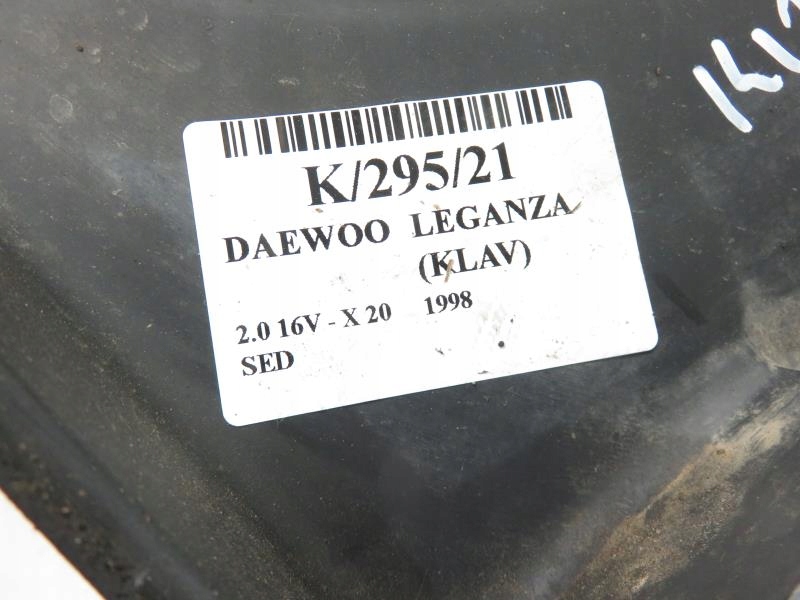 K/295/21
DAEWOO LEGANZA
(KLAV)
2.0 16V - X 20 1998
SED